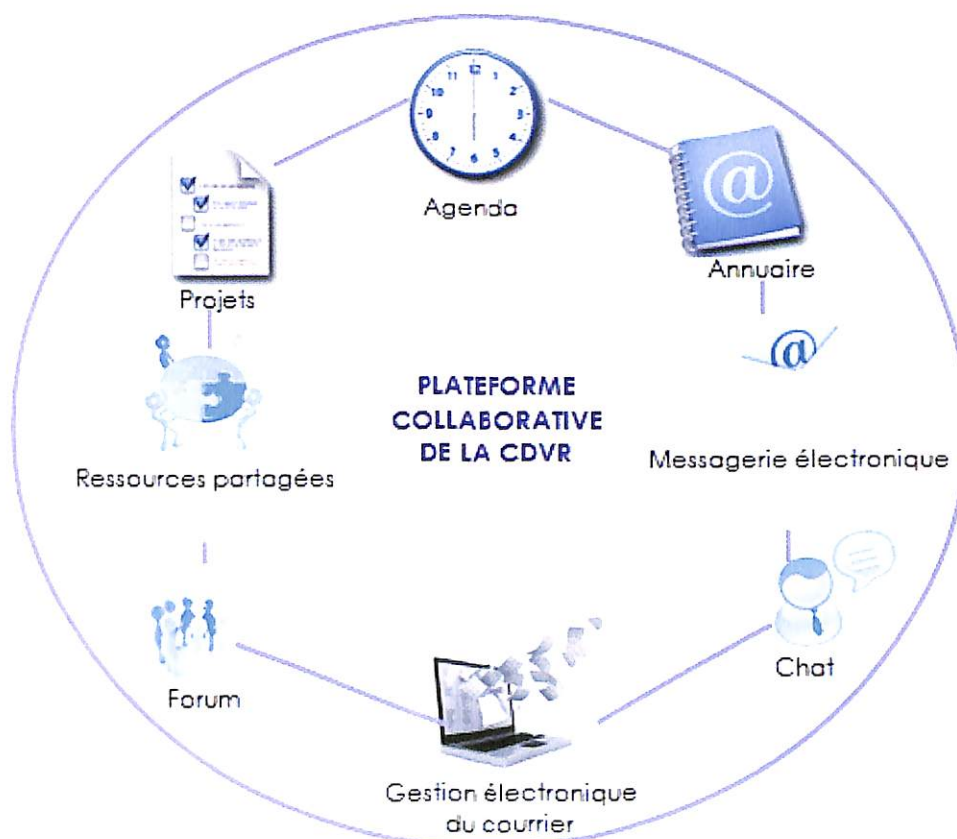 Agenda
Annuaire
Projets
PLATEFORME
COLLABORATIVE
DE LA CDVR
Messagerie électronique
Ressources partagées
Chat
Forum
Gestion électronique
du courrier